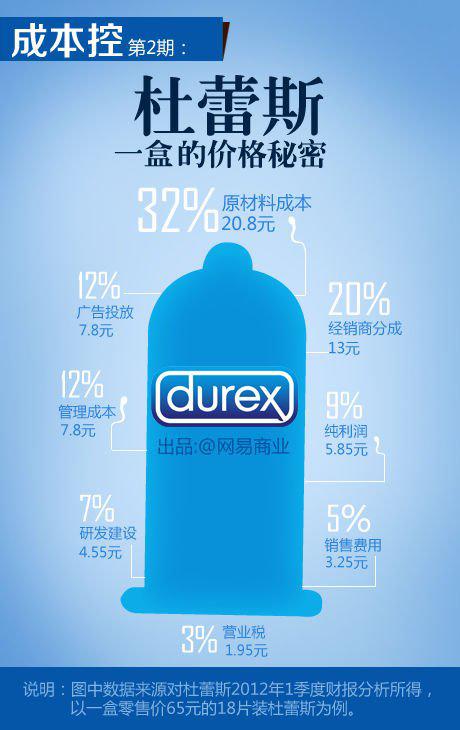 成本控 第2期：
杜蕾斯
一盒的价格秘密
32% 原材料成本
20.8元
12%
广告投放
7.8元
20%
经销商分成
13元
durex
出品:@网易商业
12%
管理成本
7.8元
9%
纯利润
5.85元
7%
研发建设
4.55元
5%
销售费用
3.25元
3% 营业税
1.95元
说明：图中数据来源对杜蕾斯2012年1季度财报分析所得，
以一盒零售价65元的18片装杜蕾斯为例。